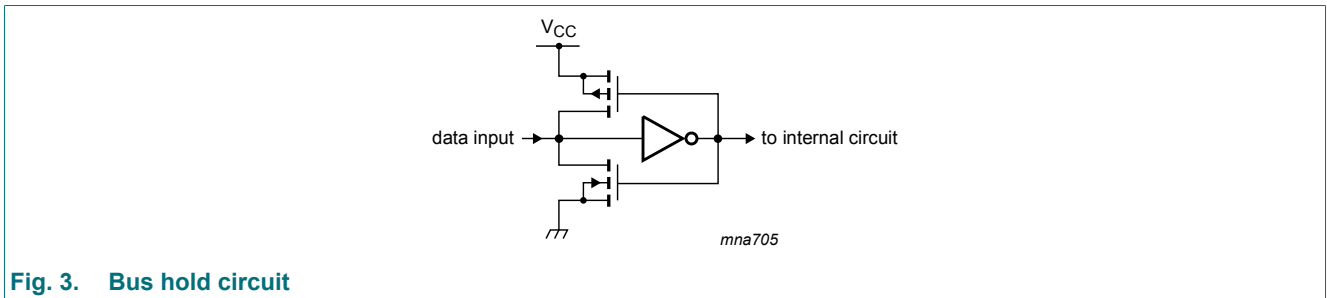 VCC
data input
to internal circuit
mna705
Fig. 3. Bus hold circuit